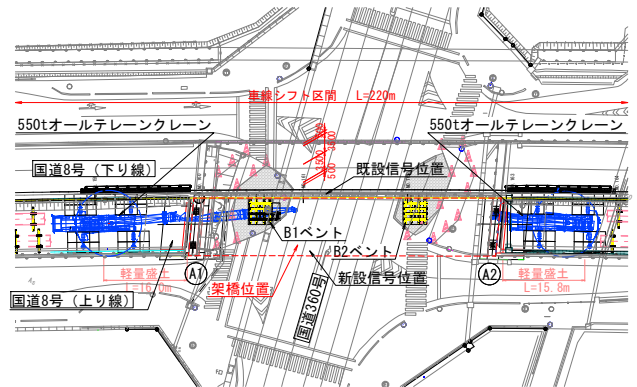 車線シフト区間 L=220m
550tオールテレーンクレーン
550tオールテレーンクレーン
国道8号（下り線）
既設信号位置
B1ベント
B2ベント
新設信号位置
A1
A2
軽量盛土
L=16.0m
軽量盛土
L=15.8m
国道8号（上り線）
架橋位置
国道360号